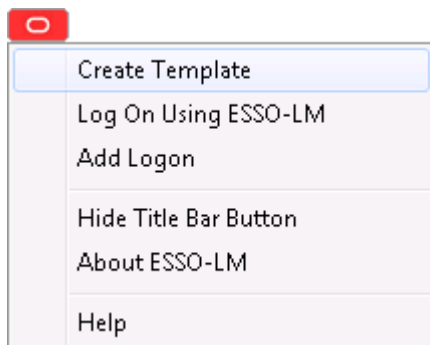 Create Template
Log On Using ESSO-LM
Add Logon
Hide Title Bar Button
About ESSO-LM
Help